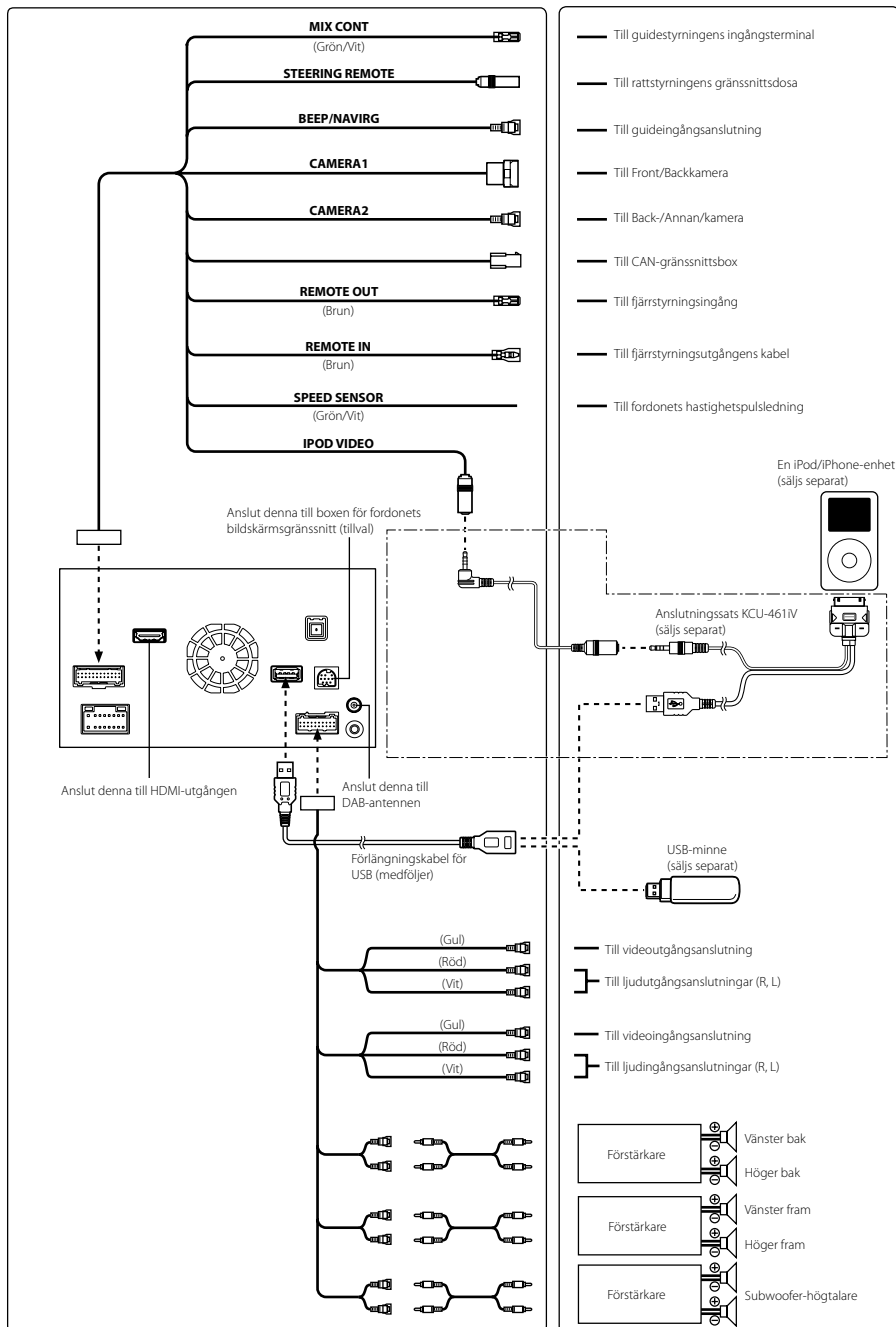 MIX CONT
(Grön/Vit)
Till guidestyrningens ingångsterminal
STEERING REMOTE
Till rattstyrningens gränssnittsdosa
BEEP/NAVIRG
Till guideingångsanslutning
CAMERA1
Till Front/Backkamera
CAMERA2
Till Back-/Annan/kamera
Till CAN-gränssnittsbox
REMOTE OUT
(Brun)
Till fjärrstyrningsingång
REMOTE IN
(Brun)
Till fjärrstyrningsutgångens kabel
SPEED SENSOR
(Grön/Vit)
Till fordonets hastighetspulsledning
IPOD VIDEO
En iPod/iPhone-enhet
(säljs separat)
Anslut denna till boxen för fordonets
bildskärmsgränssnitt (tillval)
Anslutningssats KCU-461iV
(säljs separat)
Anslut denna till HDMI-utgången
Anslut denna till
DAB-antennen
Förlängningskabel för
USB (medföljer)
USB-minne
(säljs separat)
(Gul)
Till videoutgångsanslutning
(Röd)
Till ljudutgångsanslutningar (R, L)
(Vit)
(Gul)
Till videoingångsanslutning
(Röd)
Till ljudingångsanslutningar (R, L)
(Vit)
Förstärkare
Vänster bak
Höger bak
Förstärkare
Vänster fram
Höger fram
Förstärkare
Subwoofer-högtalare